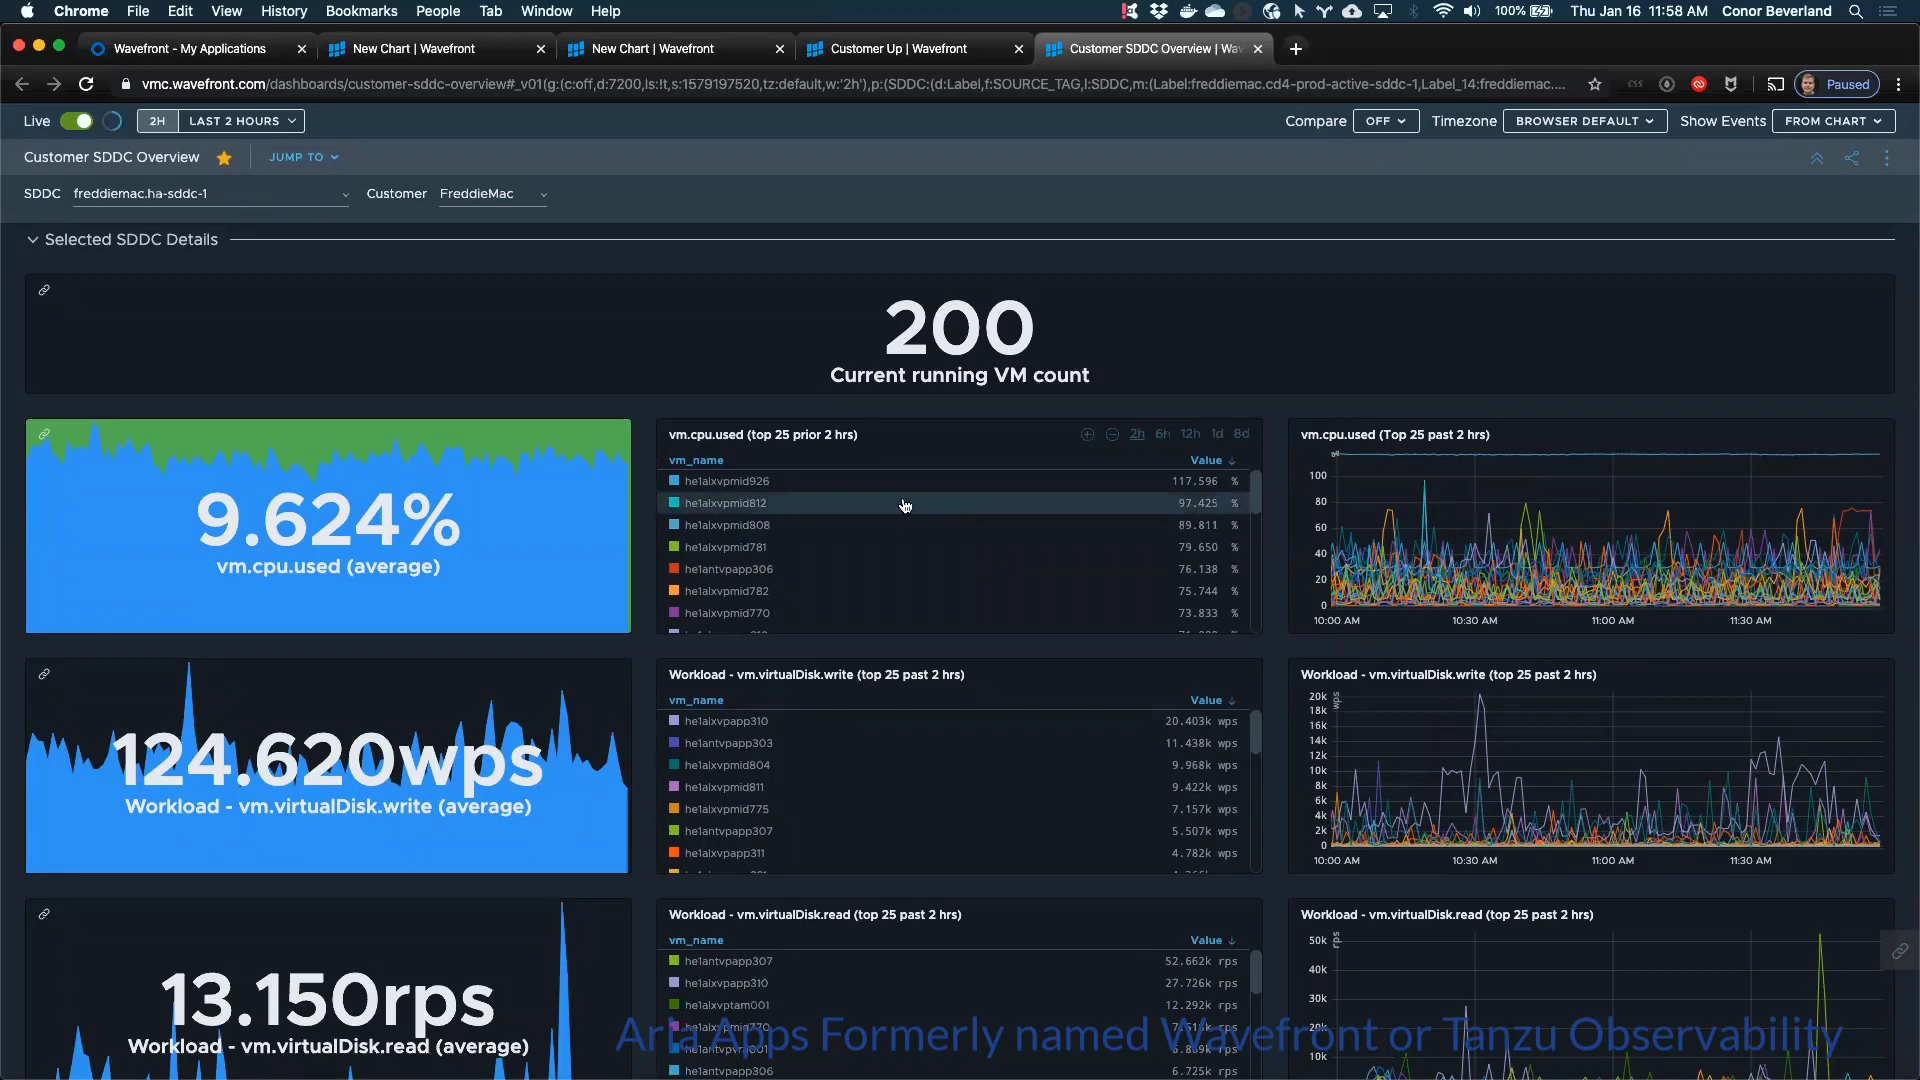 Chrome File Edit View History Bookmarks People Tab Window Help 100% Thu Jan 16 11:58 AM Conor Beverland
Wavefront - My Applications New Chart | Wavefront New Chart | Wavefront Customer Up | Wavefront Customer SDDC Overview | Wav
vmc.wavefront.com/dashboards/customer-sddc-overview#_v01(g:(c:off,d:7200,ls:!t,s:1579197520,tz:default,w:'2h'),p:(SDDC:(d:Label,f:SOURCE_TAG,l:SDDC,m:(Label:freddiemac.cd4-prod-active-sddc-1,Label_14:freddiemac.... css Paused
Live 2H LAST 2 HOURS Compare OFF Timezone BROWSER DEFAULT Show Events FROM CHART
Customer SDDC Overview JUMP TO
SDDC freddiemac.ha-sddc-1 Customer FreddieMac
Selected SDDC Details
200
Current running VM count
9.624%
vm.cpu.used (average)
vm.cpu.used (top 25 prior 2 hrs) 2h 6h 12h 1d 8d
vm_name Value
he1alxvpmid926 117.596 %
he1alxvpmid812 97.425 %
he1alxvpmid808 89.811 %
he1alxvpmid781 79.650 %
he1antvpapp306 76.138 %
he1alxvpmid782 75.744 %
he1alxvpmid770 73.833 %
vm.cpu.used (Top 25 past 2 hrs)
%
100
80
60
40
20
0
10:00 AM 10:30 AM 11:00 AM 11:30 AM
124.620wps
Workload - vm.virtualDisk.write (average)
Workload - vm.virtualDisk.write (top 25 past 2 hrs)
vm_name Value
he1alxvpapp310 20.403k wps
he1antvpapp303 11.438k wps
he1alxvpmid804 9.968k wps
he1alxvpmid811 9.422k wps
he1alxvpmid775 7.157k wps
he1antvpapp307 5.507k wps
he1alxvpapp311 4.782k wps
Workload - vm.virtualDisk.write (top 25 past 2 hrs)
wps
20k
18k
16k
14k
12k
10k
8k
6k
4k
2k
0
10:00 AM 10:30 AM 11:00 AM 11:30 AM
13.150rps
Workload - vm.virtualDisk.read (average)
Workload - vm.virtualDisk.read (top 25 past 2 hrs)
vm_name Value
he1antvpapp307 52.662k rps
he1alxvpapp310 27.726k rps
he1alxvptam001 12.292k rps
he1alxvpmid770
he1antvpapp306 6.725k rps
Workload - vm.virtualDisk.read (top 25 past 2 hrs)
rps
50k
40k
30k
20k
10k
Aria Apps Formerly named Wavefront or Tanzu Observability